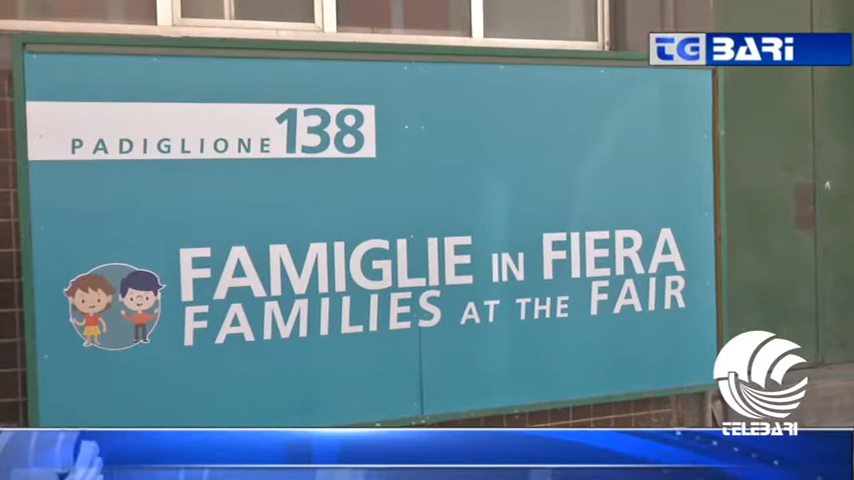 TG BARI
PADIGLIONE 138
FAMIGLIE IN FIERA
FAMILIES AT THE FAIR
TELEBARI